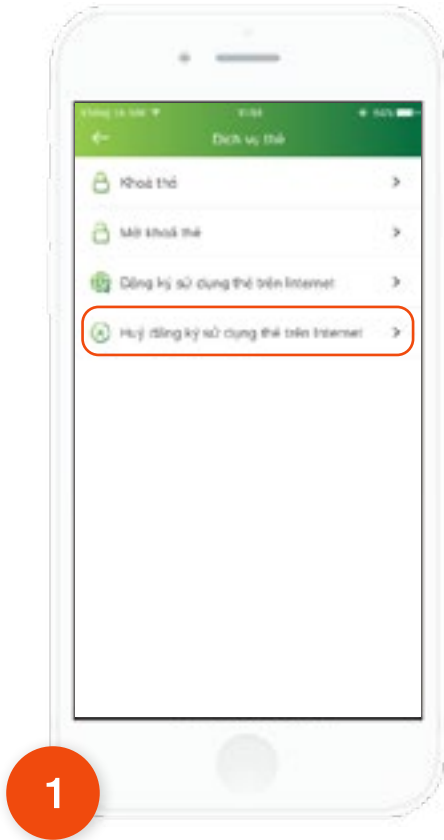 Dịch vụ thẻ
Khoá thẻ
Mở khoá thẻ
Đăng ký sử dụng thẻ trên Internet
Huỷ đăng ký sử dụng thẻ trên Internet
1